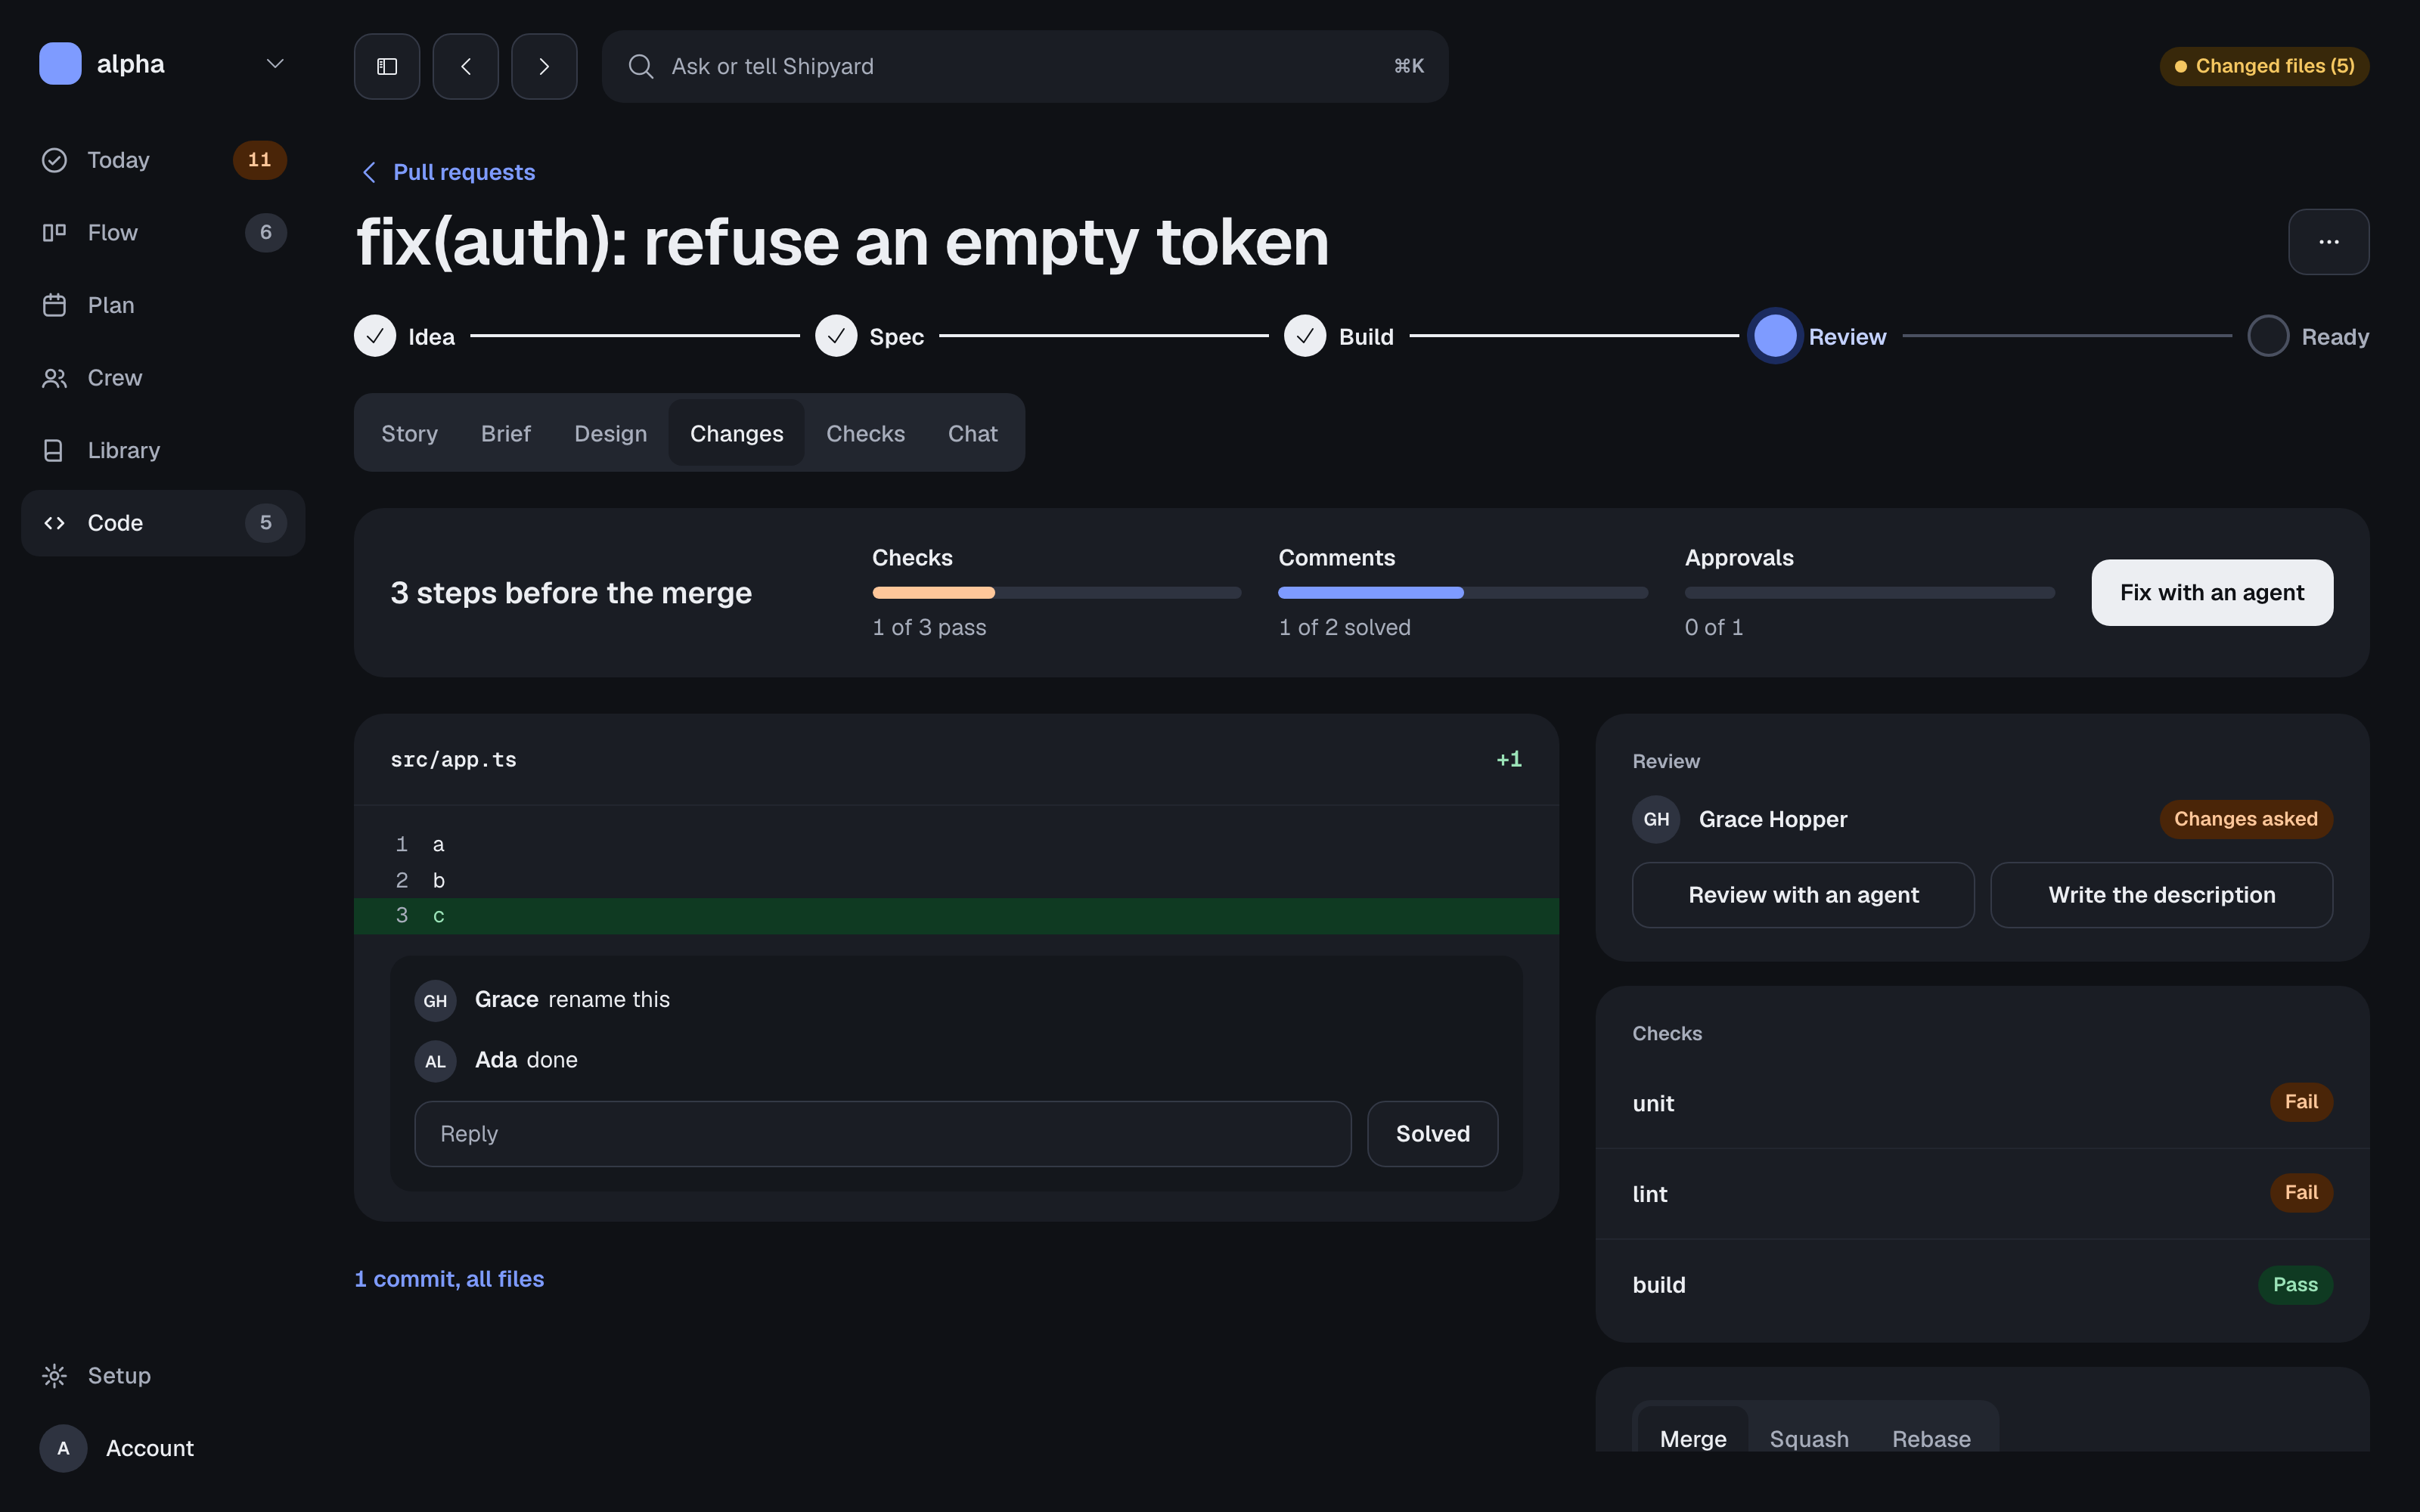 alpha
Ask or tell Shipyard
⌘K
Changed files (5)
Today 11
Flow 6
Plan
Crew
Library
Code 5
Setup
A Account
Pull requests
fix(auth): refuse an empty token
Idea Spec Build Review Ready
Story Brief Design Changes Checks Chat
3 steps before the merge
Checks
1 of 3 pass
Comments
1 of 2 solved
Approvals
0 of 1
Fix with an agent
src/app.ts +1
1 a
2 b
3 c
GH Grace rename this
AL Ada done
Reply Solved
1 commit, all files
Review
GH Grace Hopper Changes asked
Review with an agent Write the description
Checks
unit Fail
lint Fail
build Pass
Merge Squash Rebase